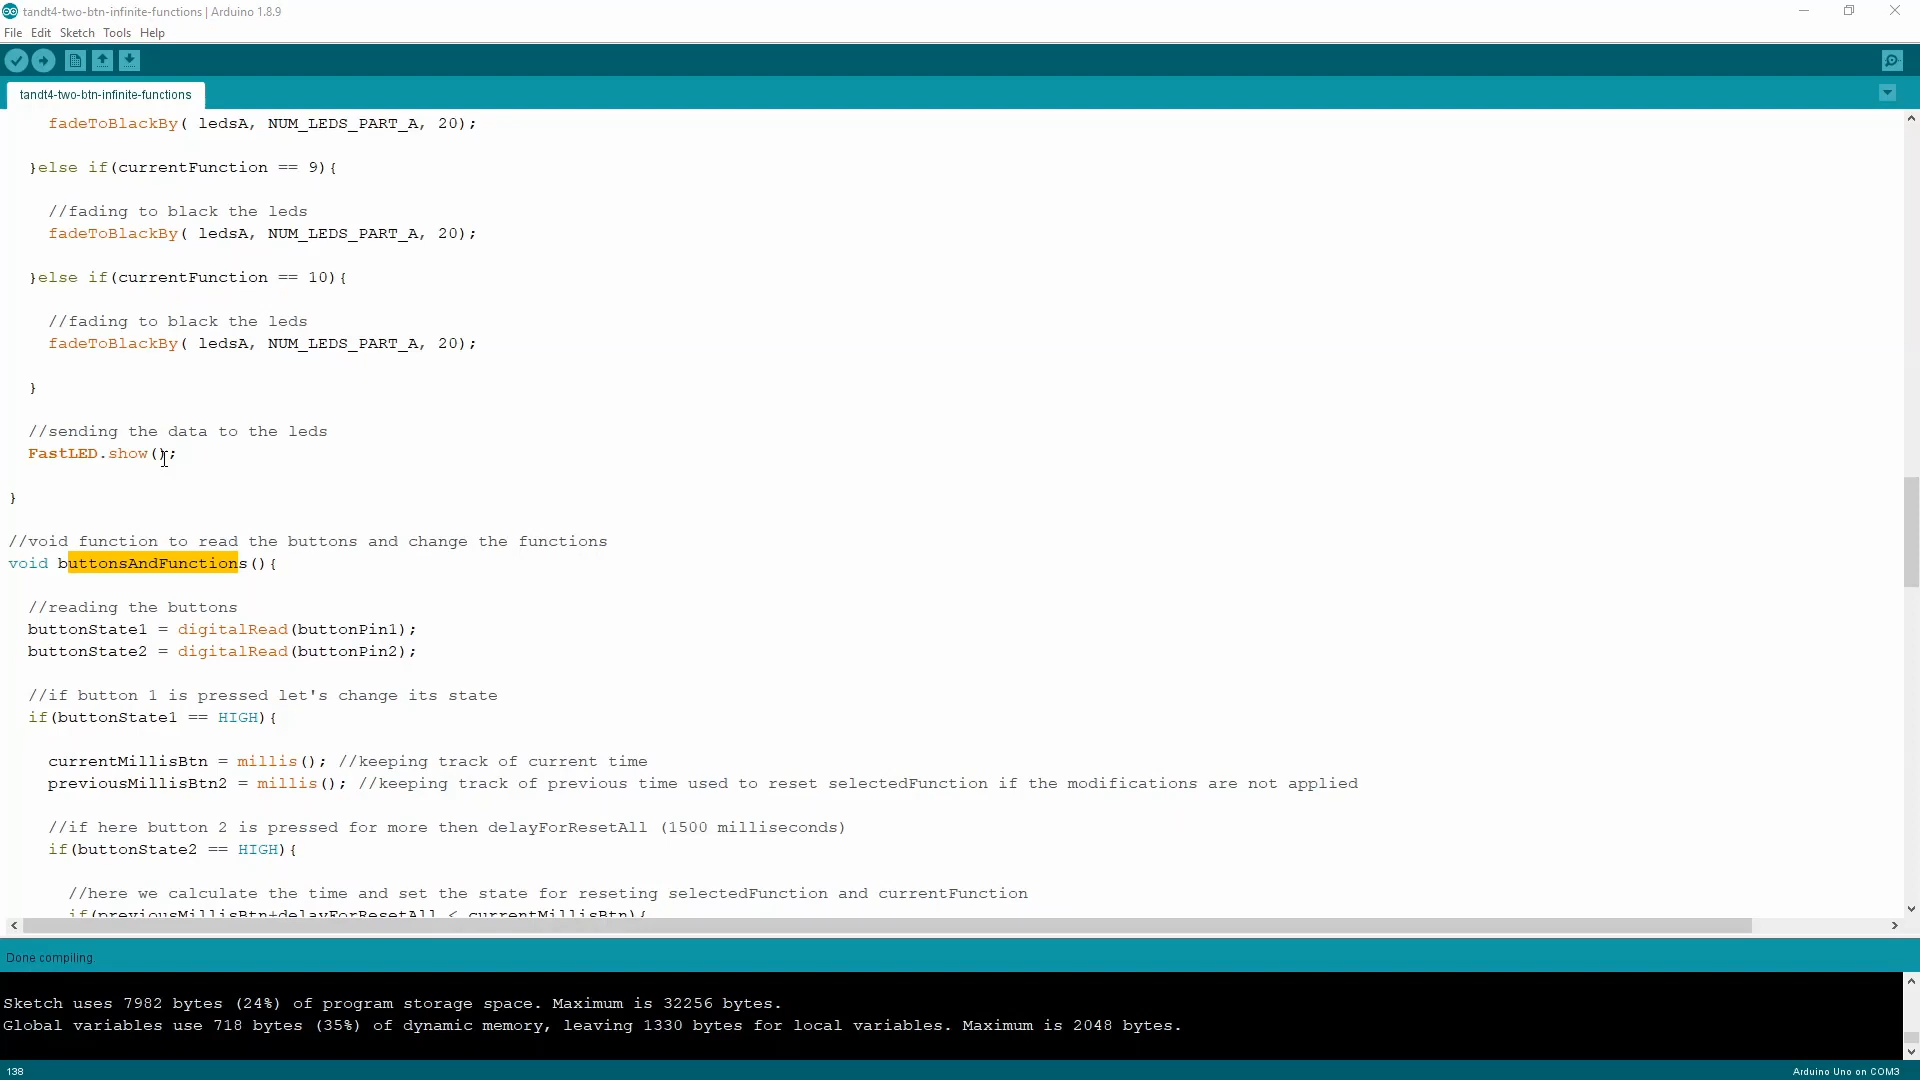 tandt4-two-btn-infinite-functions | Arduino 1.8.9
File Edit Sketch Tools Help
tandt4-two-btn-infinite-functions
fadeToBlackBy( ledsA, NUM_LEDS_PART_A, 20);
}else if(currentFunction == 9){
//fading to black the leds
fadeToBlackBy( ledsA, NUM_LEDS_PART_A, 20);
}else if(currentFunction == 10){
//fading to black the leds
fadeToBlackBy( ledsA, NUM_LEDS_PART_A, 20);
}
//sending the data to the leds
FastLED.show();
}
//void function to read the buttons and change the functions
void buttonsAndFunctions(){
//reading the buttons
buttonState1 = digitalRead(buttonPin1);
buttonState2 = digitalRead(buttonPin2);
//if button 1 is pressed let's change its state
if(buttonState1 == HIGH){
currentMillisBtn = millis(); //keeping track of current time
previousMillisBtn2 = millis(); //keeping track of previous time used to reset selectedFunction if the modifications are not applied
//if here button 2 is pressed for more then delayForResetAll (1500 milliseconds)
if(buttonState2 == HIGH){
//here we calculate the time and set the state for reseting selectedFunction and currentFunction
if(previousMillisBtn+delayForResetAll < currentMillisBtn){
Done compiling.
Sketch uses 7982 bytes (24%) of program storage space. Maximum is 32256 bytes.
Global variables use 718 bytes (35%) of dynamic memory, leaving 1330 bytes for local variables. Maximum is 2048 bytes.
138
Arduino Uno on COM3